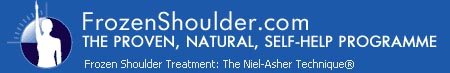 FrozenShoulder.com
THE PROVEN, NATURAL, SELF-HELP PROGRAMME
Frozen Shoulder Treatment: The Niel-Asher Technique®